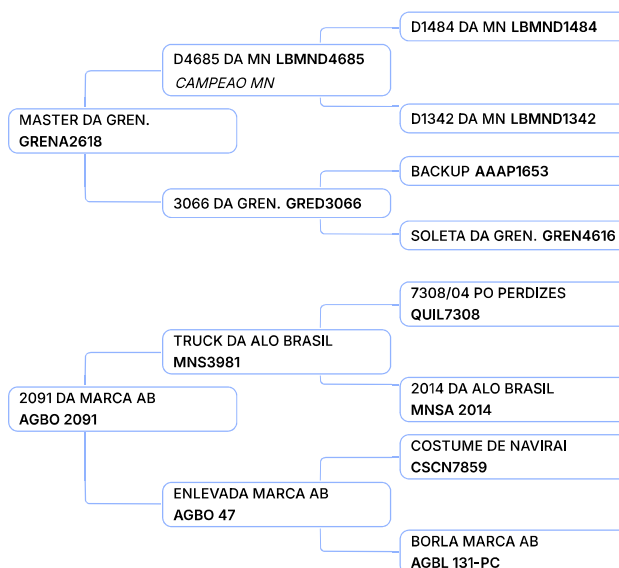 D1484 DA MN LBMND1484
D4685 DA MN LBMND4685
CAMPEAO MN
D1342 DA MN LBMND1342
MASTER DA GREN.
GRENA2618
BACKUP AAAP1653
3066 DA GREN. GRED3066
SOLETA DA GREN. GREN4616
7308/04 PO PERDIZES
QUIL7308
TRUCK DA ALO BRASIL
MNS3981
2014 DA ALO BRASIL
MNSA 2014
2091 DA MARCA AB
AGBO 2091
COSTUME DE NAVIRAI
CSCN7859
ENLEVADA MARCA AB
AGBO 47
BORLA MARCA AB
AGBL 131-PC